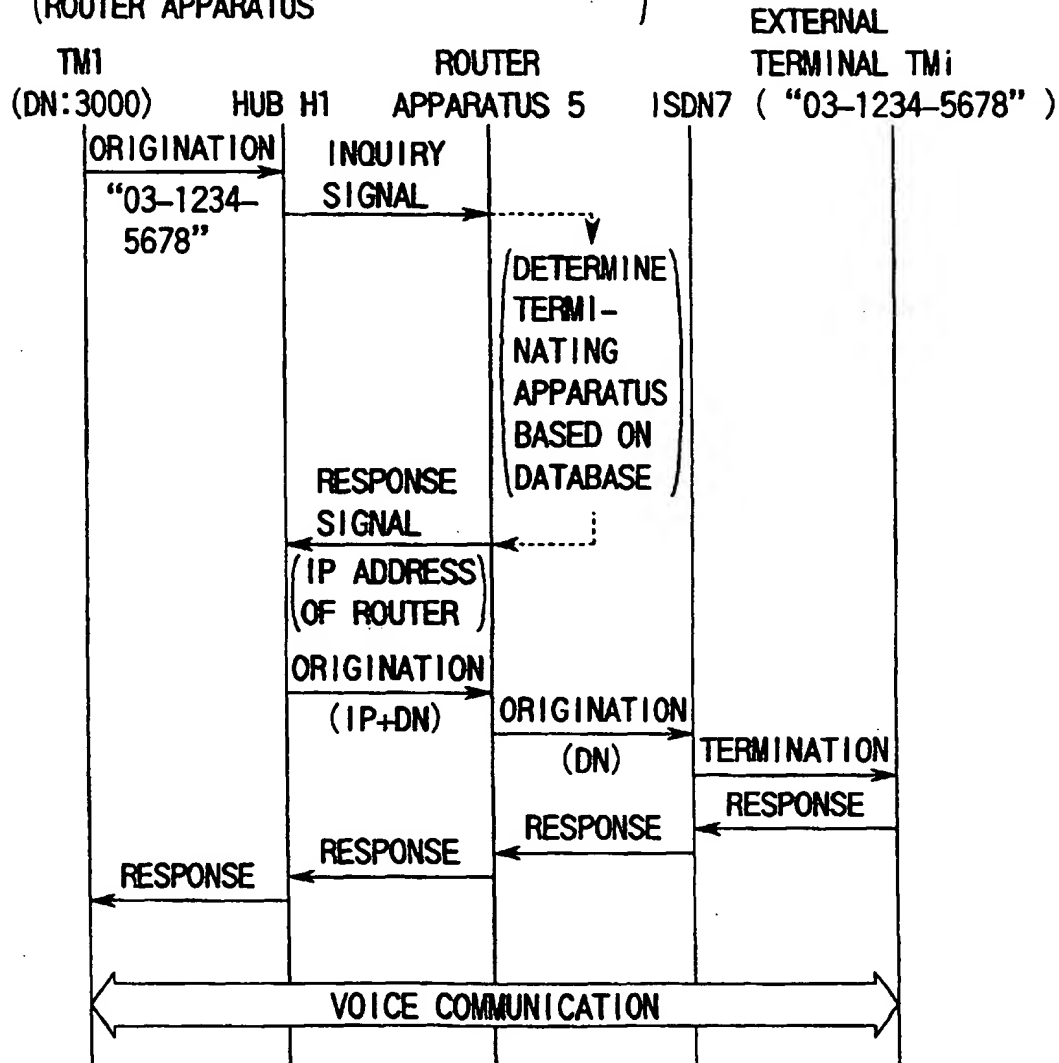 (ROUTER APPARATUS )
EXTERNAL
TM1 ROUTER TERMINAL TMi
(DN:3000) HUB H1 APPARATUS 5 ISDN7 ( “03-1234-5678” )
ORIGINATION
“03-1234-
5678”
INQUIRY
SIGNAL
(DETERMINE
TERMI-
NATING
APPARATUS
BASED ON
DATABASE)
RESPONSE
SIGNAL
(IP ADDRESS
OF ROUTER)
ORIGINATION
(IP+DN)
ORIGINATION
(DN)
TERMINATION
RESPONSE
RESPONSE
RESPONSE
RESPONSE
VOICE COMMUNICATION